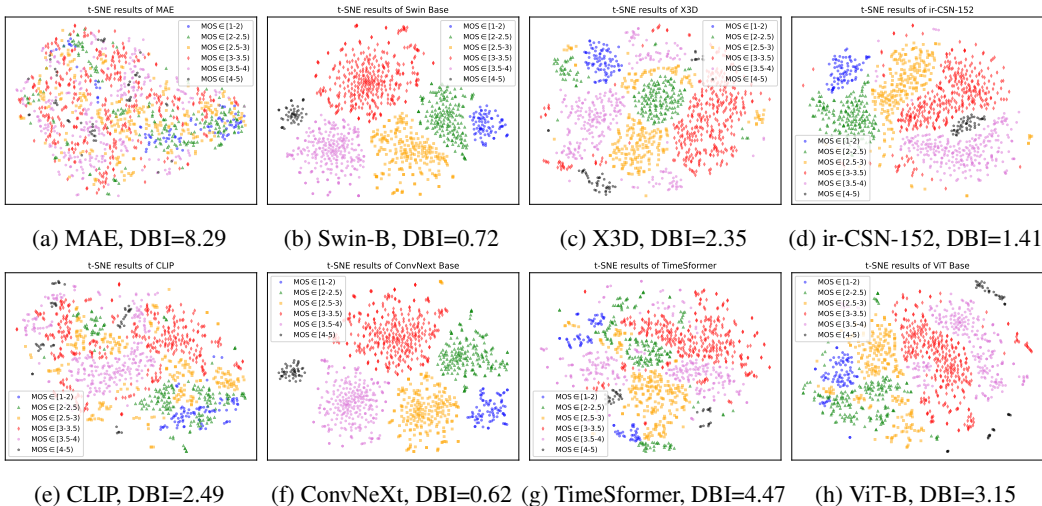 t-SNE results of MAE
MOS∈[1-2)
MOS∈[2-2.5)
MOS∈[2.5-3)
MOS∈[3-3.5)
MOS∈[3.5-4)
MOS∈[4-5)
t-SNE results of Swin Base
MOS∈[1-2)
MOS∈[2-2.5)
MOS∈[2.5-3)
MOS∈[3-3.5)
MOS∈[3.5-4)
MOS∈[4-5)
t-SNE results of X3D
MOS∈[1-2)
MOS∈[2-2.5)
MOS∈[2.5-3)
MOS∈[3-3.5)
MOS∈[3.5-4)
MOS∈[4-5)
t-SNE results of ir-CSN-152
MOS∈[1-2)
MOS∈[2-2.5)
MOS∈[2.5-3)
MOS∈[3-3.5)
MOS∈[3.5-4)
MOS∈[4-5)
(a) MAE, DBI=8.29
(b) Swin-B, DBI=0.72
(c) X3D, DBI=2.35
(d) ir-CSN-152, DBI=1.41
t-SNE results of CLIP
MOS∈[1-2)
MOS∈[2-2.5)
MOS∈[2.5-3)
MOS∈[3-3.5)
MOS∈[3.5-4)
MOS∈[4-5)
t-SNE results of ConvNext Base
MOS∈[1-2)
MOS∈[2-2.5)
MOS∈[2.5-3)
MOS∈[3-3.5)
MOS∈[3.5-4)
MOS∈[4-5)
t-SNE results of TimeSformer
MOS∈[1-2)
MOS∈[2-2.5)
MOS∈[2.5-3)
MOS∈[3-3.5)
MOS∈[3.5-4)
MOS∈[4-5)
t-SNE results of ViT Base
MOS∈[1-2)
MOS∈[2-2.5)
MOS∈[2.5-3)
MOS∈[3-3.5)
MOS∈[3.5-4)
MOS∈[4-5)
(e) CLIP, DBI=2.49
(f) ConvNeXt, DBI=0.62
(g) TimeSformer, DBI=4.47
(h) ViT-B, DBI=3.15